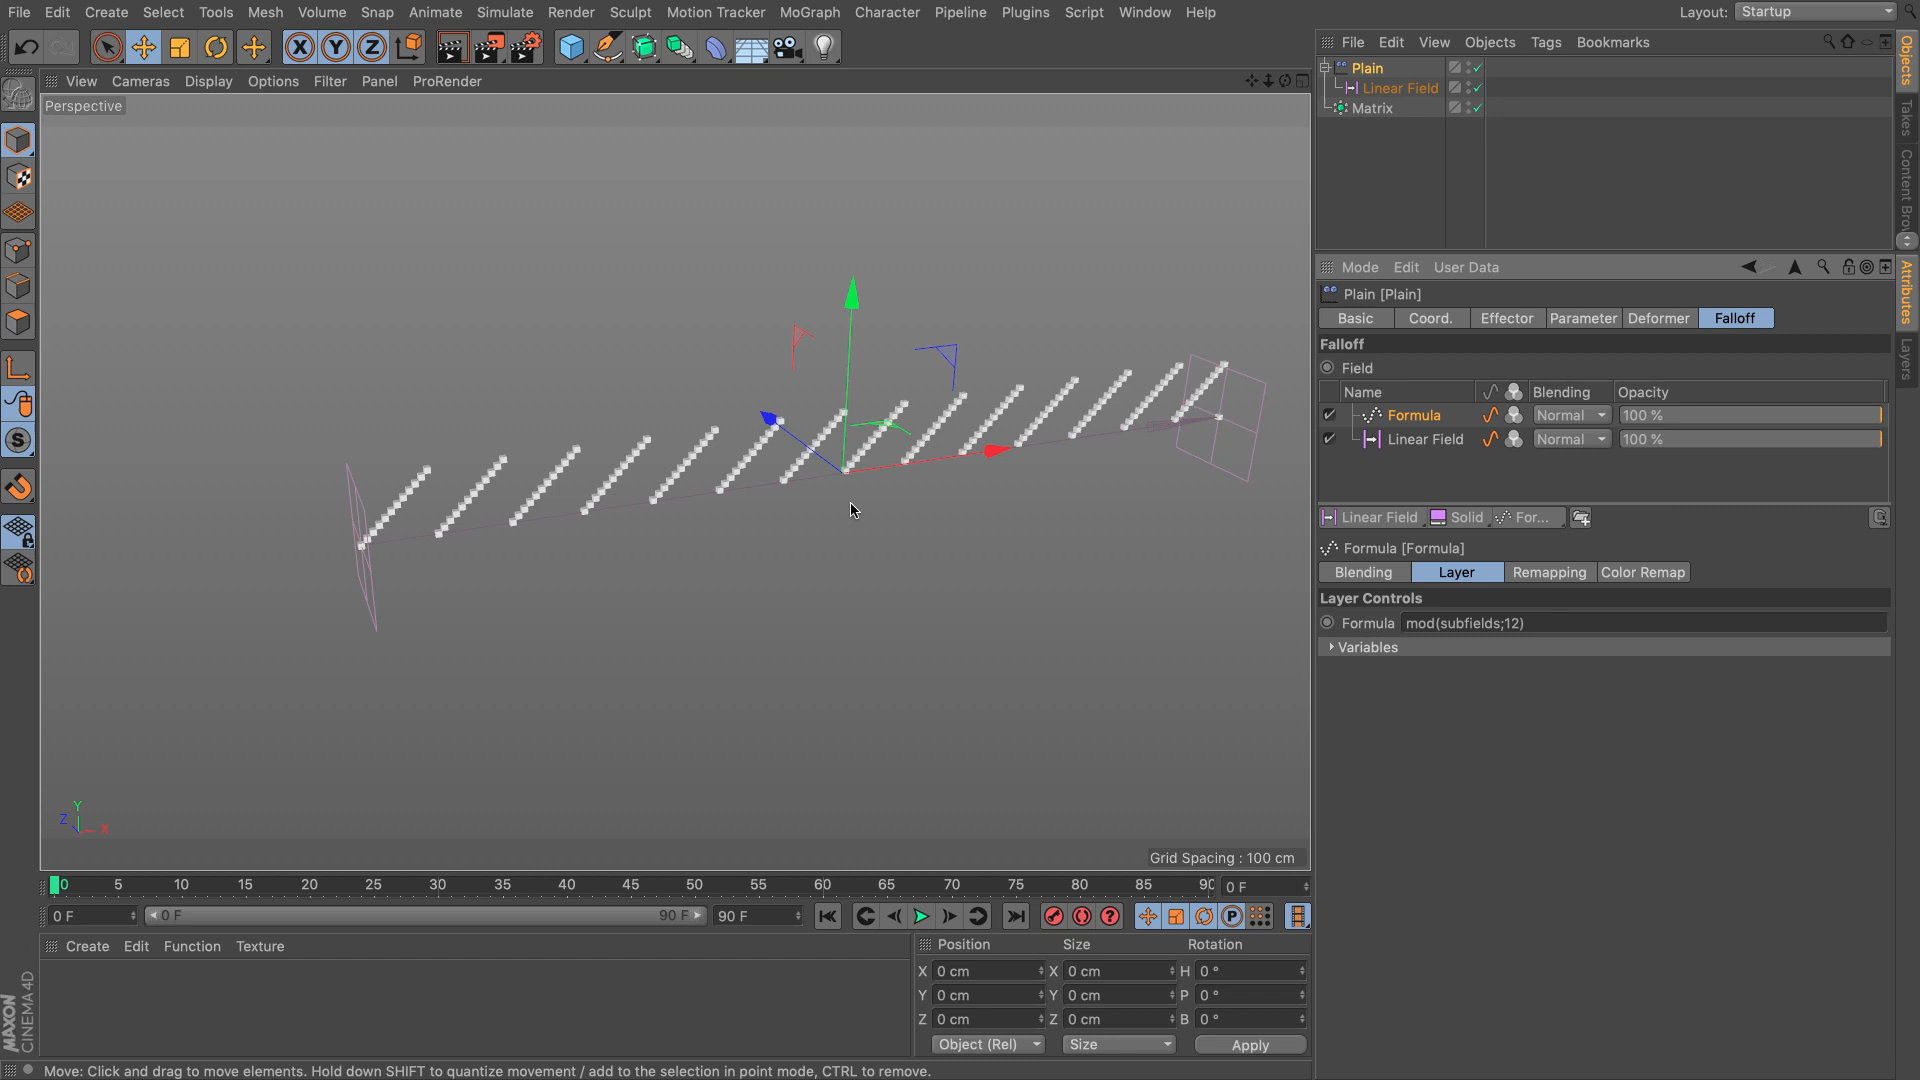 File Edit Create Select Tools Mesh Volume Snap Animate Simulate Render Sculpt Motion Tracker MoGraph Character Pipeline Plugins Script Window Help Layout: Startup
File Edit View Objects Tags Bookmarks
View Cameras Display Options Filter Panel ProRender
Perspective
Plain
Linear Field
Matrix
Objects
Takes
Content Bro
Attributes
Layers
Mode Edit User Data
Plain [Plain]
Basic Coord. Effector Parameter Deformer Falloff
Falloff
Field
Name Blending Opacity
Formula Normal 100 %
Linear Field Normal 100 %
Linear Field Solid For...
Formula [Formula]
Blending Layer Remapping Color Remap
Layer Controls
Formula mod(subfields;12)
Variables
X Y Z
Y
Z
X
Grid Spacing : 100 cm
0 5 10 15 20 25 30 35 40 45 50 55 60 65 70 75 80 85 90 0 F
0 F 0 F 90 F 90 F
Create Edit Function Texture
Position Size Rotation
X 0 cm X 0 cm H 0 °
Y 0 cm Y 0 cm P 0 °
Z 0 cm Z 0 cm B 0 °
Object (Rel) Size Apply
MAXON
CINEMA 4D
Move: Click and drag to move elements. Hold down SHIFT to quantize movement / add to the selection in point mode, CTRL to remove.